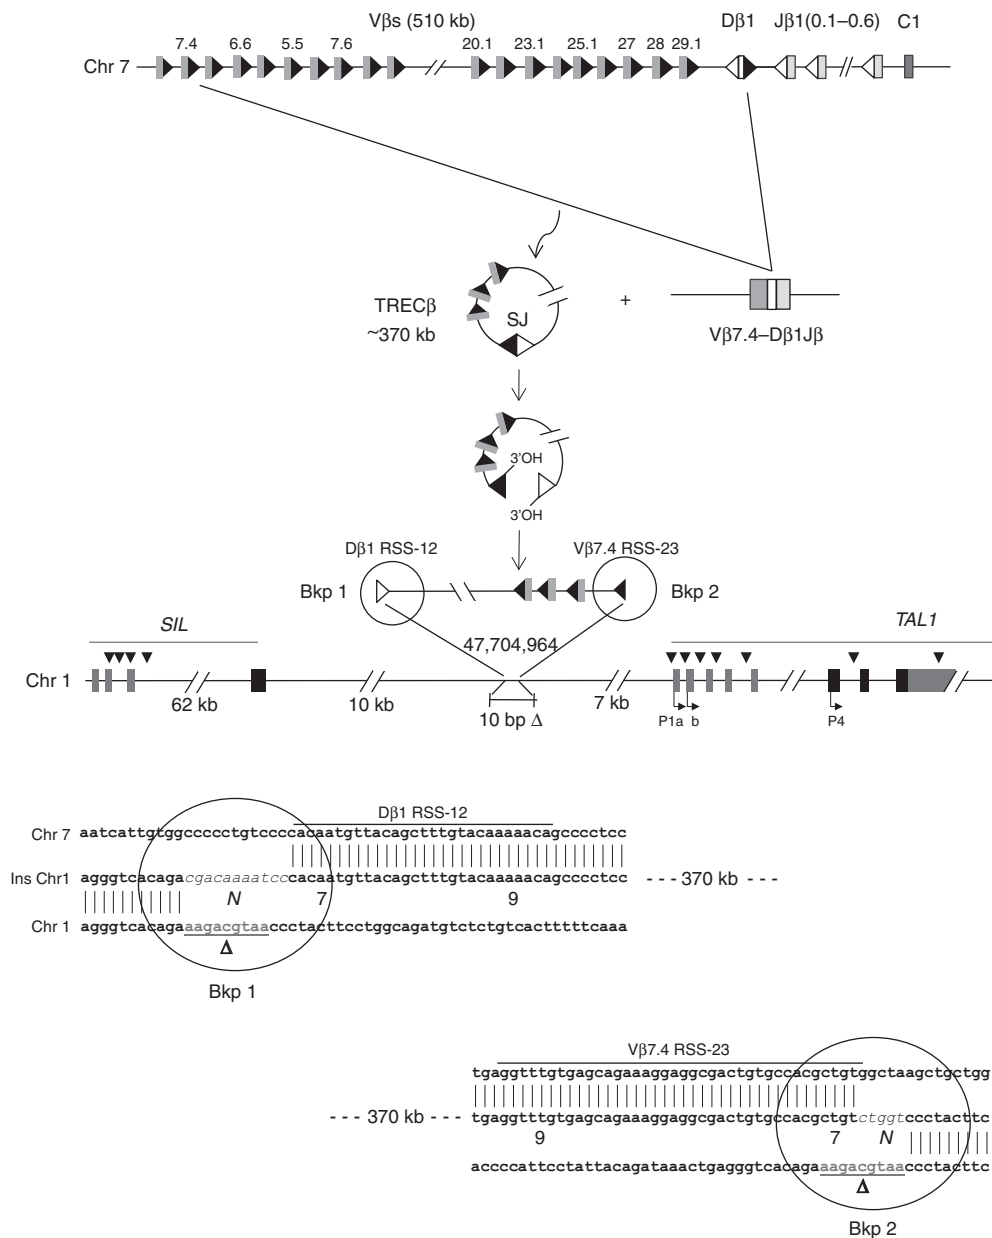 Vβs (510 kb) Dβ1 Jβ1(0.1–0.6) C1
7.4 6.6 5.5 7.6 20.1 23.1 25.1 27 28 29.1
Chr 7
TRECβ
~370 kb
SJ
+
Vβ7.4–Dβ1Jβ
3'OH
3'OH
Dβ1 RSS-12 Vβ7.4 RSS-23
Bkp 1 Bkp 2
SIL 47,704,964 TAL1
Chr 1
62 kb 10 kb 10 bp Δ 7 kb
P1a b P4
Dβ1 RSS-12
Chr 7 aatcattgtggccccctgtccccacaatgttacagctttgtacaaaaacagcccctcc
Ins Chr1 agggtcacagacgacaaaatcccacaatgttacagctttgtacaaaaacagcccctcc - - - 370 kb - - -
N 7 9
Chr 1 agggtcacagaaagacgtaaccctacttcctggcagatgtctctgtcactttttcaaa
Δ
Bkp 1
Vβ7.4 RSS-23
tgaggtttgtgagcagaaaggaggcgactgtgccacgctgtggctaagctgctgg
- - - 370 kb - - - tgaggtttgtgagcagaaaggaggcgactgtgccacgctgtctggtccctacttc
9 7 N
accccattcctattacagataaactgagggtcacagaaagacgtaaccctacttc
Δ
Bkp 2